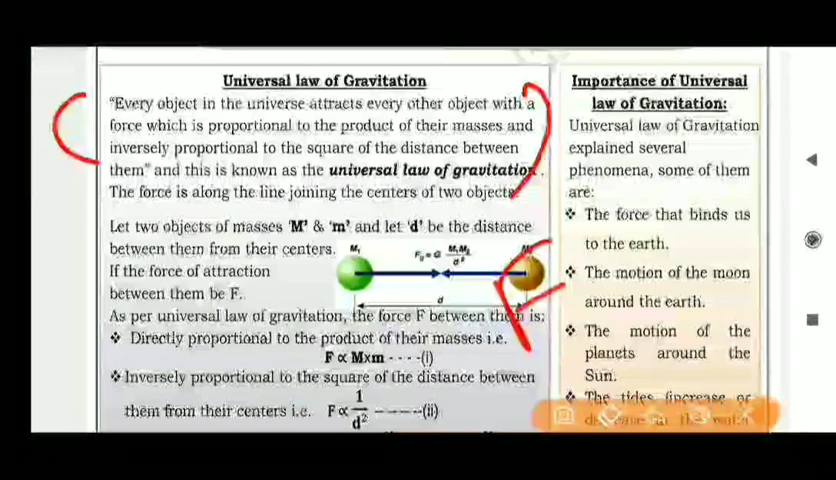 Universal law of Gravitation
"Every object in the universe attracts every other object with a
force which is proportional to the product of their masses and
inversely proportional to the square of the distance between
them" and this is known as the universal law of gravitation.
The force is along the line joining the centers of two objects.
Let two objects of masses 'M' & 'm' and let 'd' be the distance
between them from their centers.
If the force of attraction
between them be F.
M₁
Fg = G M₁M₂/d²
d
As per universal law of gravitation, the force F between them is:
❖ Directly proportional to the product of their masses i.e.
F ∝ M×m - - - -(i)
❖ Inversely proportional to the square of the distance between
them from their centers i.e. F ∝ 1/d² - - - - -(ii)
Importance of Universal
law of Gravitation:
Universal law of Gravitation
explained several
phenomena, some of them
are:
❖ The force that binds us
to the earth.
❖ The motion of the moon
around the earth.
❖ The motion of the
planets around the
Sun.
❖ The tides (increase or